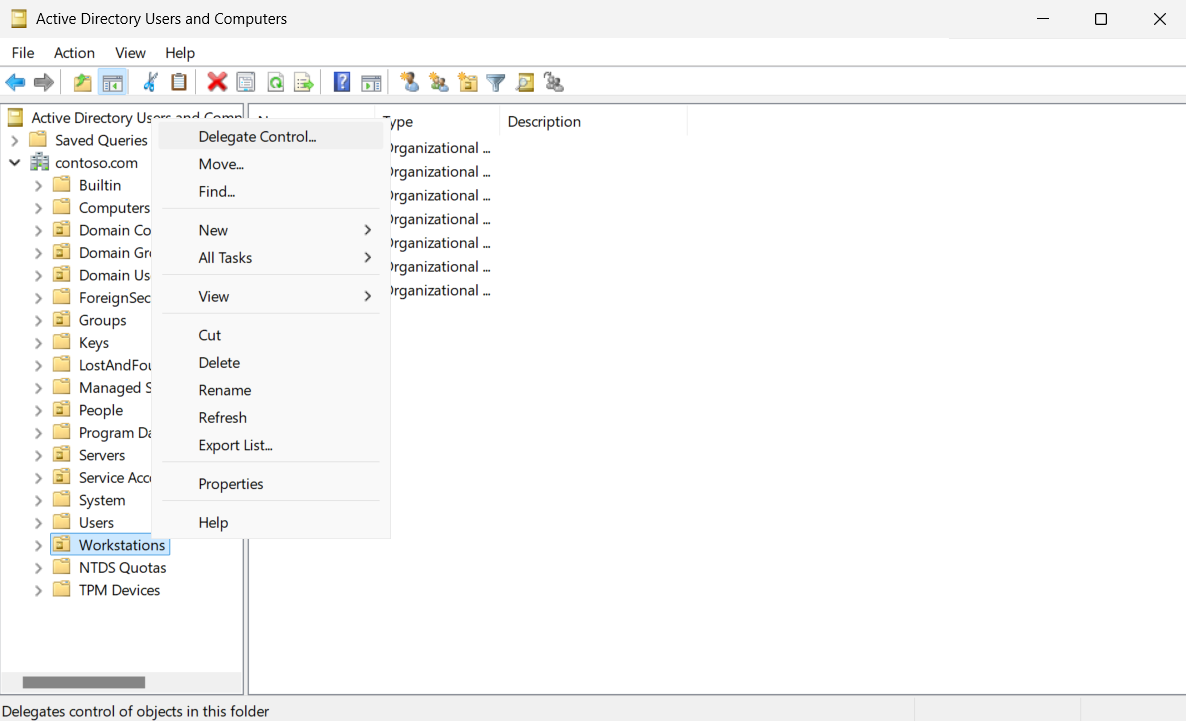 Active Directory Users and Computers
File Action View Help
Active Directory Users and Comp
Saved Queries
contoso.com
Builtin
Computers
Domain Co
Domain Gr
Domain Us
ForeignSec
Groups
Keys
LostAndFou
Managed S
People
Program Da
Servers
Service Acc
System
Users
Workstations
NTDS Quotas
TPM Devices
Delegate Control...
Move...
Find...
New
All Tasks
View
Cut
Delete
Rename
Refresh
Export List...
Properties
Help
Type Description
Organizational ...
Organizational ...
Organizational ...
Organizational ...
Organizational ...
Organizational ...
Organizational ...
Delegates control of objects in this folder